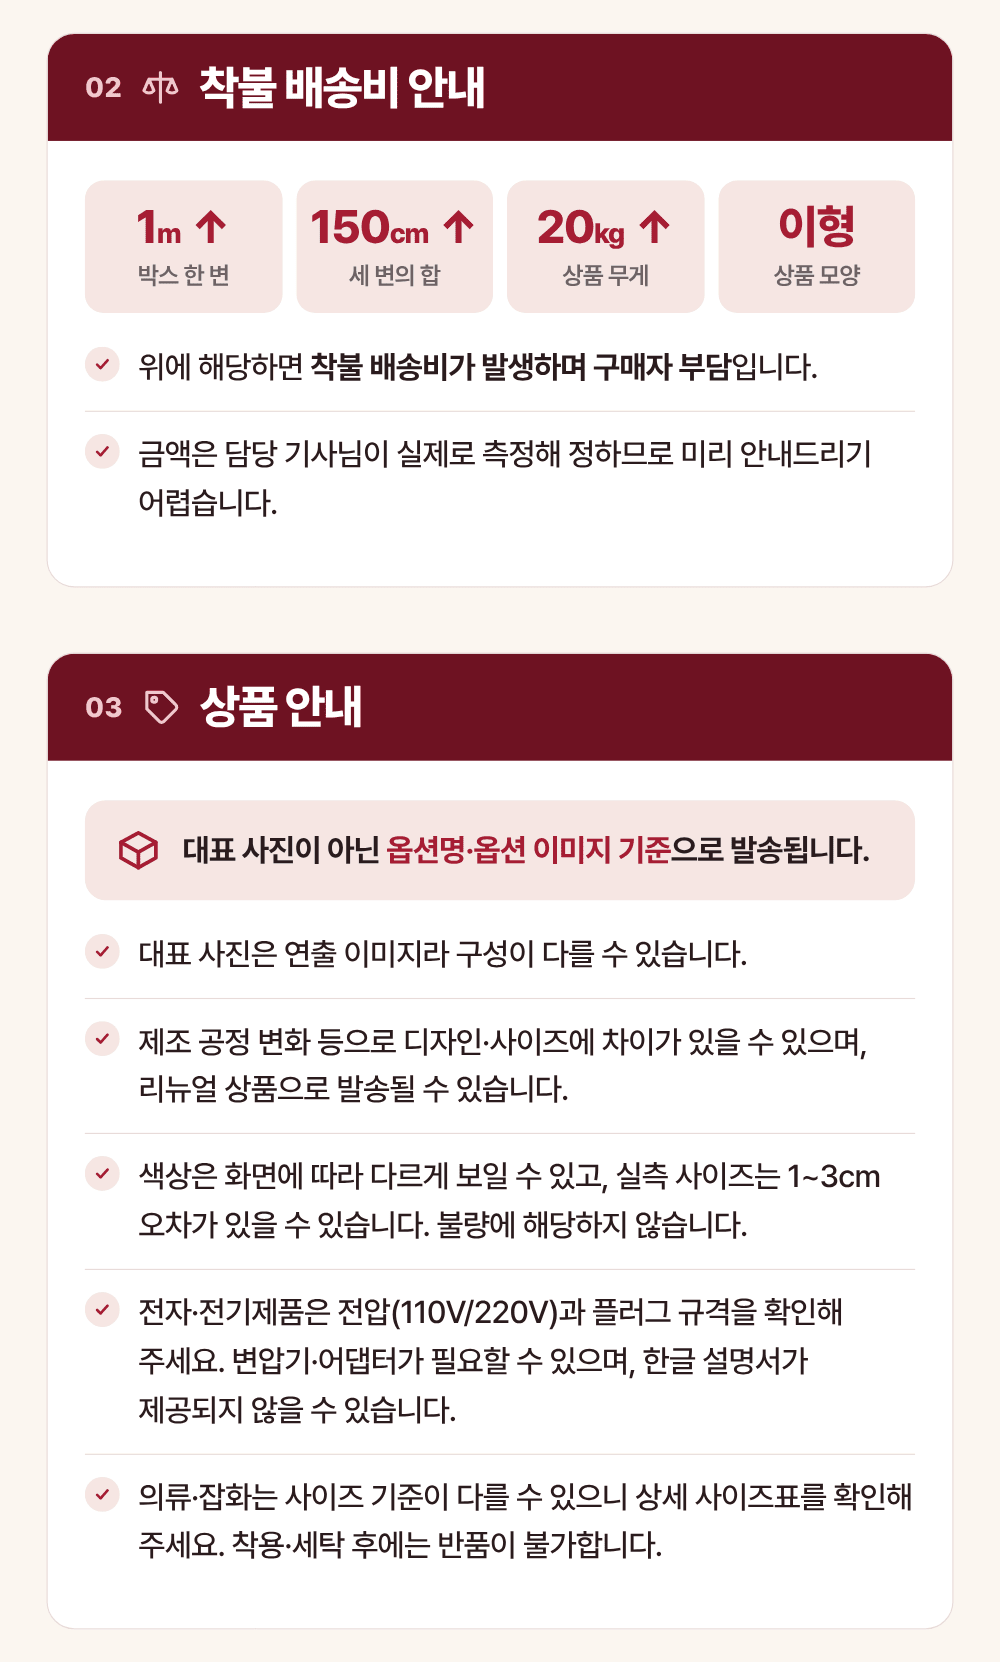 02 착불 배송비 안내
1m ↑
박스 한 변
150cm ↑
세 변의 합
20kg ↑
상품 무게
이형
상품 모양
위에 해당하면 착불 배송비가 발생하며 구매자 부담입니다.
금액은 담당 기사님이 실제로 측정해 정하므로 미리 안내드리기
어렵습니다.
03 상품 안내
대표 사진이 아닌 옵션명·옵션 이미지 기준으로 발송됩니다.
대표 사진은 연출 이미지라 구성이 다를 수 있습니다.
제조 공정 변화 등으로 디자인·사이즈에 차이가 있을 수 있으며,
리뉴얼 상품으로 발송될 수 있습니다.
색상은 화면에 따라 다르게 보일 수 있고, 실측 사이즈는 1~3cm
오차가 있을 수 있습니다. 불량에 해당하지 않습니다.
전자·전기제품은 전압(110V/220V)과 플러그 규격을 확인해
주세요. 변압기·어댑터가 필요할 수 있으며, 한글 설명서가
제공되지 않을 수 있습니다.
의류·잡화는 사이즈 기준이 다를 수 있으니 상세 사이즈표를 확인해
주세요. 착용·세탁 후에는 반품이 불가합니다.